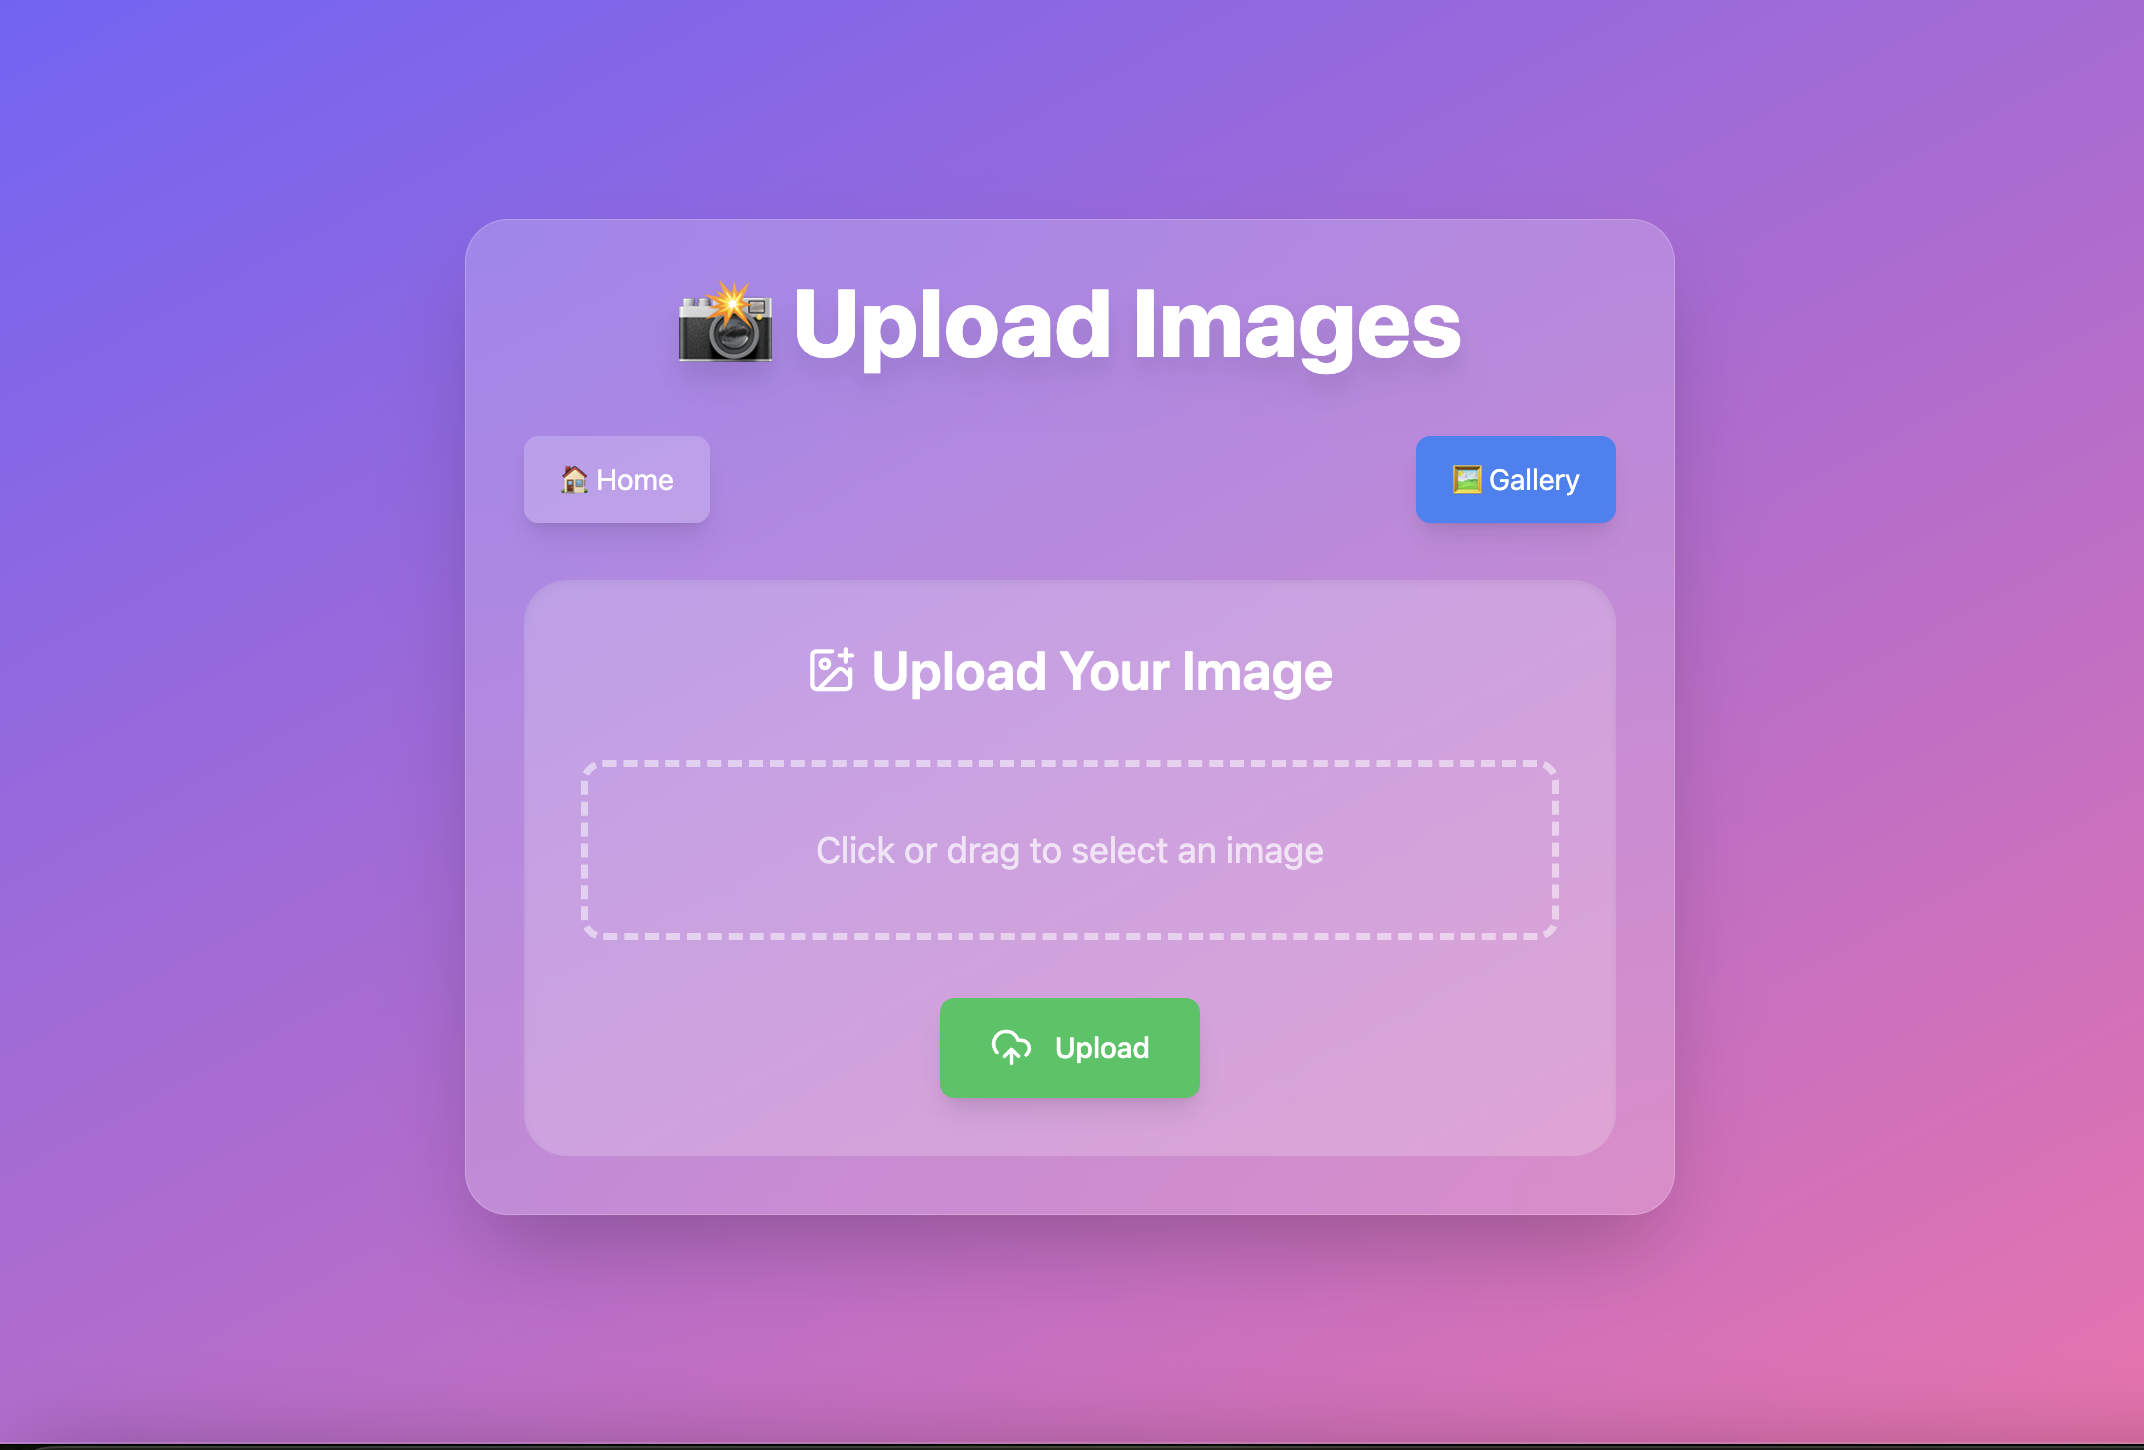 Upload Images
Home
Gallery
Upload Your Image
Click or drag to select an image
Upload